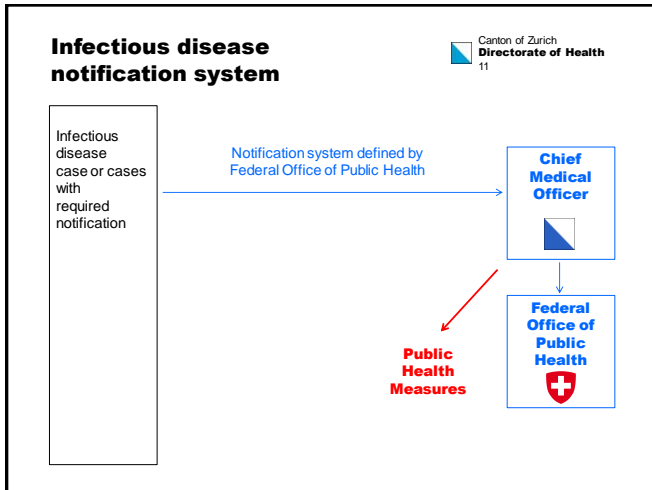 Infectious disease
notification system
Canton of Zurich
Directorate of Health
11
Infectious
disease
case or cases
with
required
notification
Notification system defined by
Federal Office of Public Health
Chief
Medical
Officer
Federal
Office of
Public
Health
Public
Health
Measures